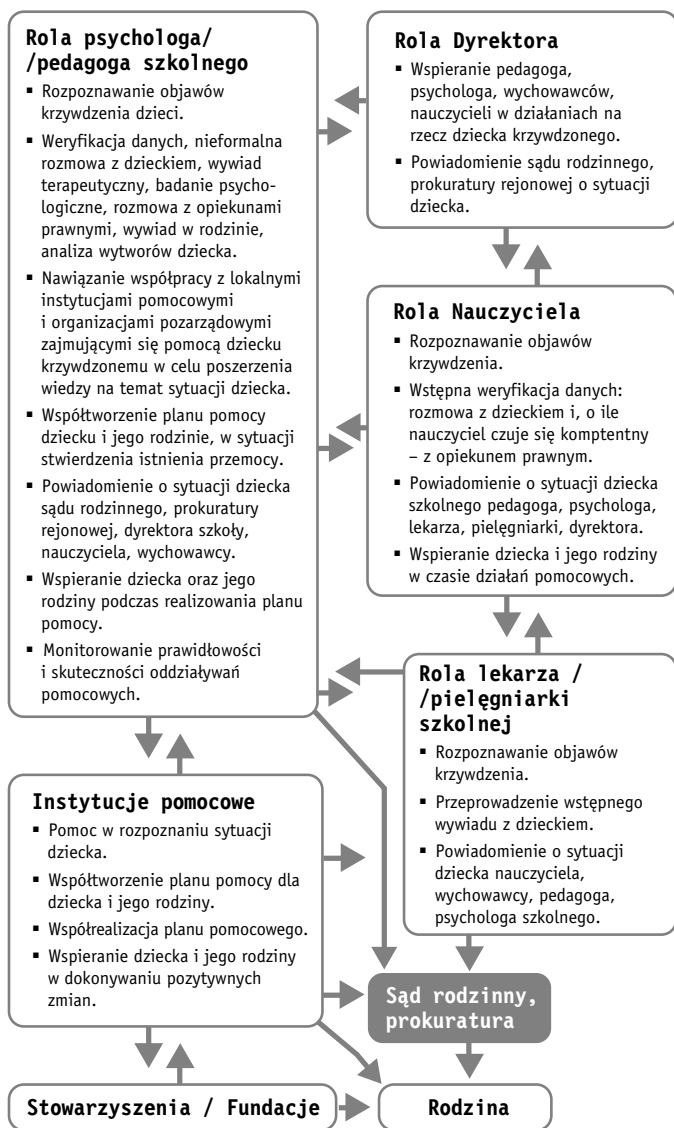 Rola psychologa/
/pedagoga szkolnego
▪ Rozpoznawanie objawów
krzywdzenia dzieci.
▪ Weryfikacja danych, nieformalna
rozmowa z dzieckiem, wywiad
terapeutyczny, badanie psycho-
logiczne, rozmowa z opiekunami
prawnymi, wywiad w rodzinie,
analiza wytworów dziecka.
▪ Nawiązanie współpracy z lokalnymi
instytucjami pomocowymi
i organizacjami pozarządowymi
zajmującymi się pomocą dziecku
krzywdzonemu w celu poszerzenia
wiedzy na temat sytuacji dziecka.
▪ Współtworzenie planu pomocy
dziecku i jego rodzinie, w sytuacji
stwierdzenia istnienia przemocy.
▪ Powiadomienie o sytuacji dziecka
sądu rodzinnego, prokuratury
rejonowej, dyrektora szkoły,
nauczyciela, wychowawcy.
▪ Wspieranie dziecka oraz jego
rodziny podczas realizowania planu
pomocy.
▪ Monitorowanie prawidłowości
i skuteczności oddziaływań
pomocowych.
Rola Dyrektora
▪ Wspieranie pedagoga,
psychologa, wychowawców,
nauczycieli w działaniach na
rzecz dziecka krzywdzonego.
▪ Powiadomienie sądu rodzinnego,
prokuratury rejonowej o sytuacji
dziecka.
Rola Nauczyciela
▪ Rozpoznawanie objawów
krzywdzenia.
▪ Wstępna weryfikacja danych:
rozmowa z dzieckiem i, o ile
nauczyciel czuje się komptentny
– z opiekunem prawnym.
▪ Powiadomienie o sytuacji dziecka
szkolnego pedagoga, psychologa,
lekarza, pielęgniarki, dyrektora.
▪ Wspieranie dziecka i jego rodziny
w czasie działań pomocowych.
Rola lekarza /
/pielęgniarki
szkolnej
▪ Rozpoznawanie objawów
krzywdzenia.
▪ Przeprowadzenie wstępnego
wywiadu z dzieckiem.
▪ Powiadomienie o sytuacji
dziecka nauczyciela,
wychowawcy, pedagoga,
psychologa szkolnego.
Instytucje pomocowe
▪ Pomoc w rozpoznaniu sytuacji
dziecka.
▪ Współtworzenie planu pomocy dla
dziecka i jego rodziny.
▪ Współrealizacja planu pomocowego.
▪ Wspieranie dziecka i jego rodziny
w dokonywaniu pozytywnych
zmian.
Sąd rodzinny,
prokuratura
Stowarzyszenia / Fundacje
Rodzina